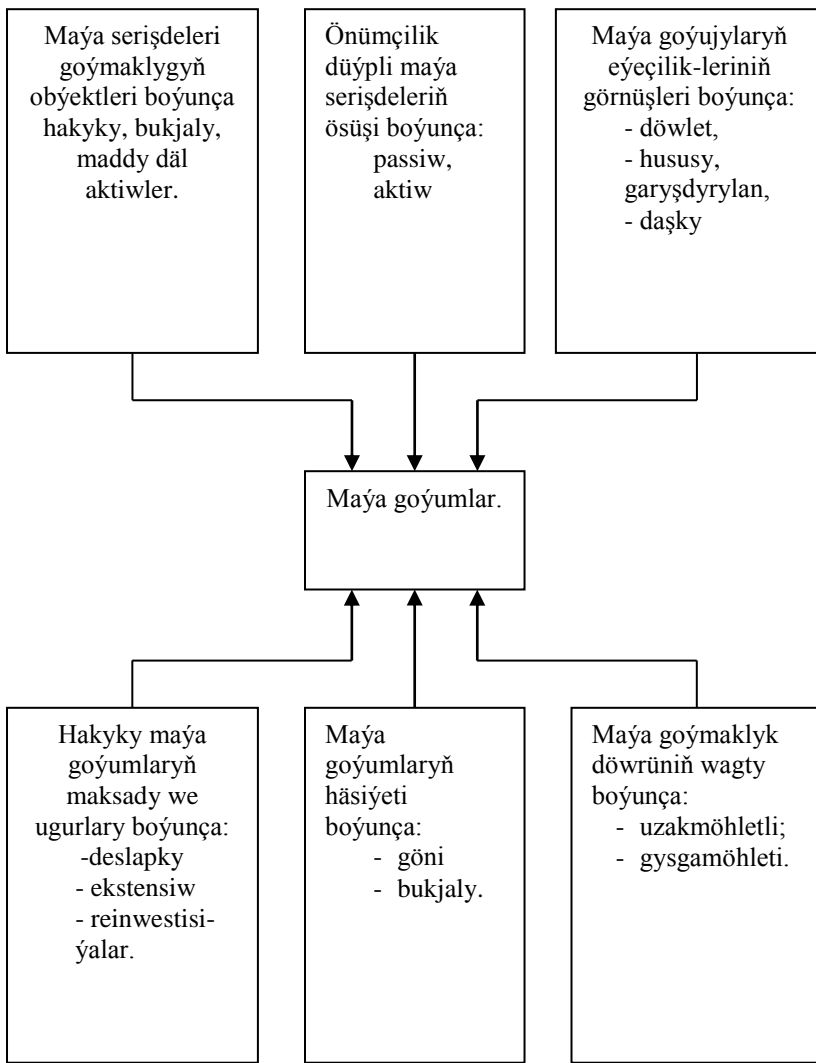 Maýa serişdeleri
goýmaklygyň
obýektleri boýunça
hakyky, bukjaly,
maddy däl
aktiwler.
Önümçilik
düýpli maýa
serişdeleriň
ösüşi boýunça:
passiw,
aktiw
Maýa goýujylaryň
eýeçilik-leriniň
görnüşleri boýunça:
- döwlet,
- hususy,
garyşdyrylan,
- daşky
Maýa goýumlar.
Hakyky maýa
goýumlaryň
maksady we
ugurlary boýunça:
-deslapky
- ekstensiw
- reinwestisi-
ýalar.
Maýa
goýumlaryň
häsiýeti
boýunça:
- göni
- bukjaly.
Maýa goýmaklyk
döwrüniň wagty
boýunça:
- uzakmöhletli;
- gysgamöhleti.